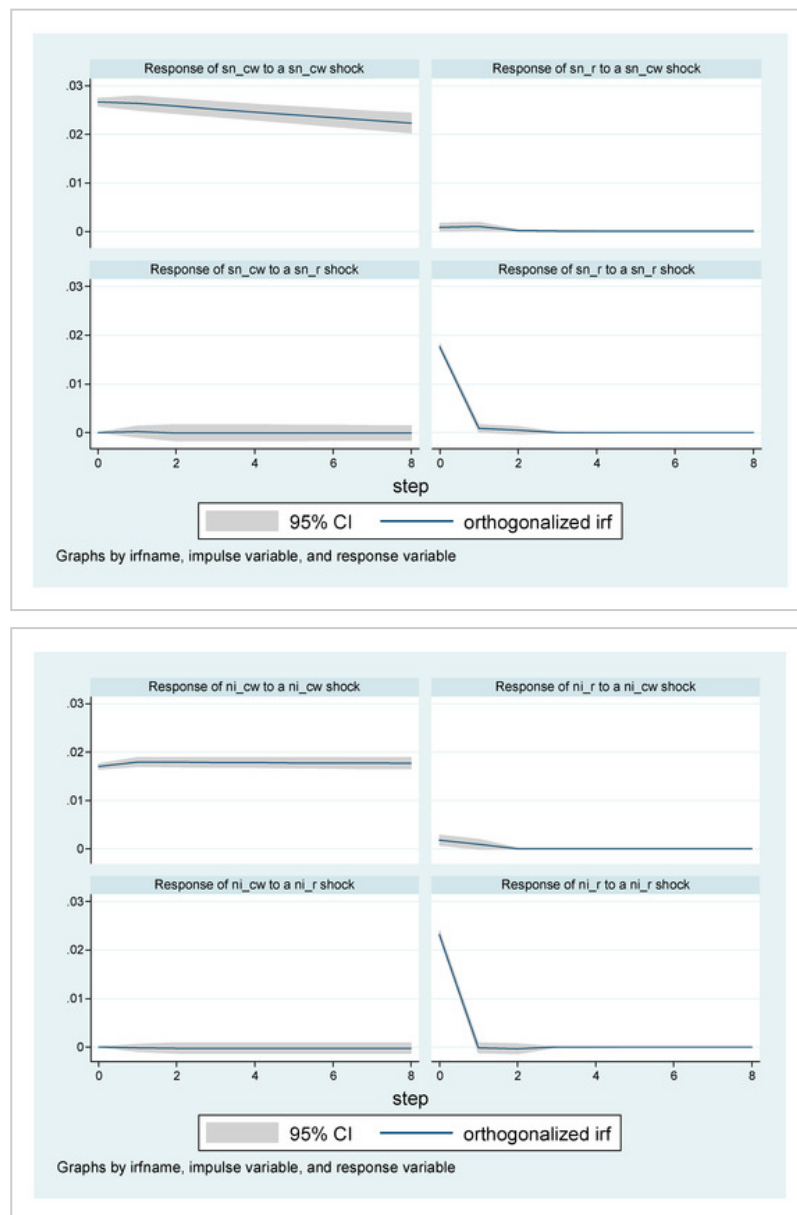 Response of sn_cw to a sn_cw shock
Response of sn_r to a sn_cw shock
.03
.02
.01
0
Response of sn_cw to a sn_r shock
Response of sn_r to a sn_r shock
.03
.02
.01
0
0 2 4 6 8
0 2 4 6 8
step
95% CI
orthogonalized irf
Graphs by irfname, impulse variable, and response variable
Response of ni_cw to a ni_cw shock
Response of ni_r to a ni_cw shock
.03
.02
.01
0
Response of ni_cw to a ni_r shock
Response of ni_r to a ni_r shock
.03
.02
.01
0
0 2 4 6 8
0 2 4 6 8
step
95% CI
orthogonalized irf
Graphs by irfname, impulse variable, and response variable